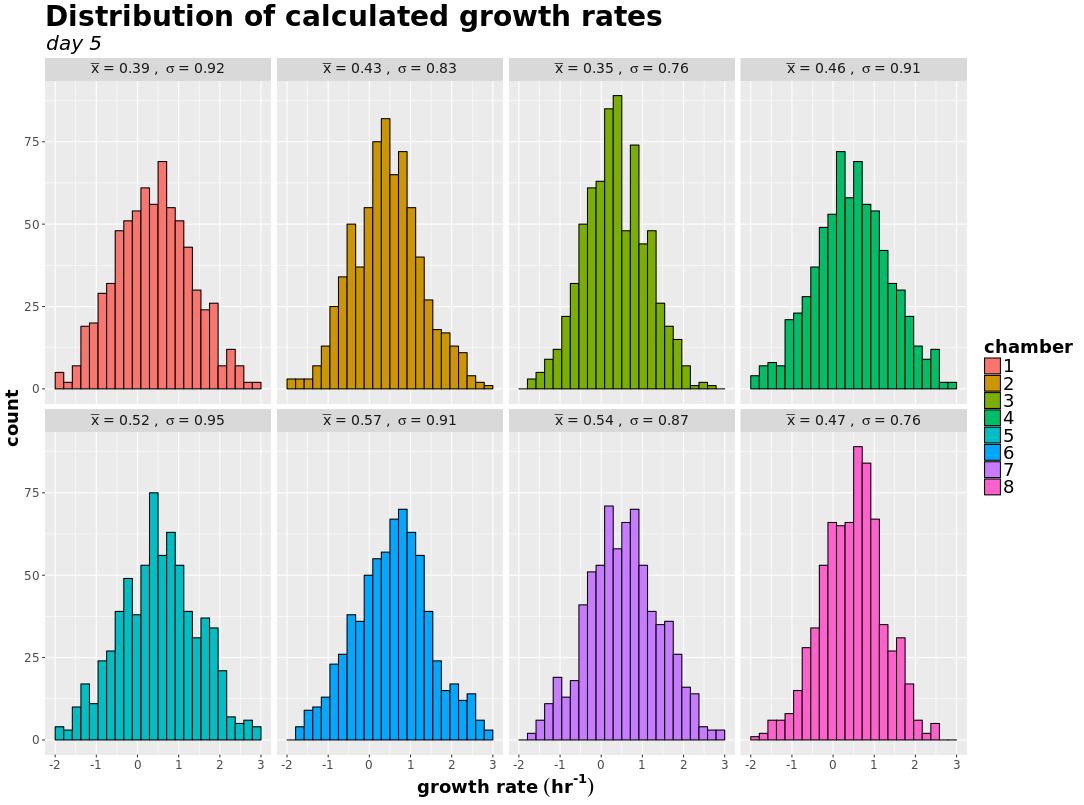 Distribution of calculated growth rates
day 5
x̅ = 0.39 , σ = 0.92
x̅ = 0.43 , σ = 0.83
x̅ = 0.35 , σ = 0.76
x̅ = 0.46 , σ = 0.91
75
50
25
0
chamber
1
2
3
4
5
6
7
8
count
x̅ = 0.52 , σ = 0.95
x̅ = 0.57 , σ = 0.91
x̅ = 0.54 , σ = 0.87
x̅ = 0.47 , σ = 0.76
75
50
25
0
-2 -1 0 1 2 3 -2 -1 0 1 2 3 -2 -1 0 1 2 3 -2 -1 0 1 2 3
growth rate (hr⁻¹)